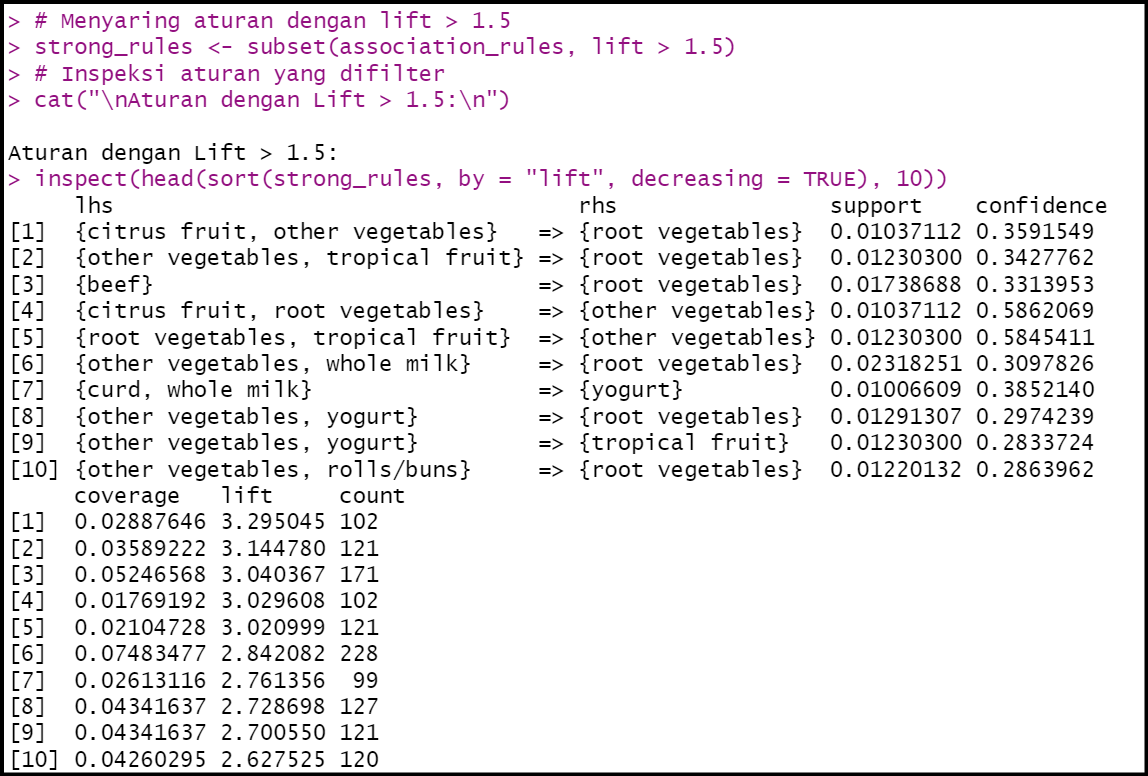 > # Menyaring aturan dengan lift > 1.5
> strong_rules <- subset(association_rules, lift > 1.5)
> # Inspeksi aturan yang difilter
> cat("\nAturan dengan Lift > 1.5:\n")
Aturan dengan Lift > 1.5:
> inspect(head(sort(strong_rules, by = "lift", decreasing = TRUE), 10))
     lhs                                   rhs                support    confidence
[1]  {citrus fruit, other vegetables}   => {root vegetables}  0.01037112 0.3591549
[2]  {other vegetables, tropical fruit} => {root vegetables}  0.01230300 0.3427762
[3]  {beef}                             => {root vegetables}  0.01738688 0.3313953
[4]  {citrus fruit, root vegetables}    => {other vegetables} 0.01037112 0.5862069
[5]  {root vegetables, tropical fruit}  => {other vegetables} 0.01230300 0.5845411
[6]  {other vegetables, whole milk}     => {root vegetables}  0.02318251 0.3097826
[7]  {curd, whole milk}                 => {yogurt}           0.01006609 0.3852140
[8]  {other vegetables, yogurt}         => {root vegetables}  0.01291307 0.2974239
[9]  {other vegetables, yogurt}         => {tropical fruit}   0.01230300 0.2833724
[10] {other vegetables, rolls/buns}     => {root vegetables}  0.01220132 0.2863962
     coverage   lift     count
[1]  0.02887646 3.295045 102
[2]  0.03589222 3.144780 121
[3]  0.05246568 3.040367 171
[4]  0.01769192 3.029608 102
[5]  0.02104728 3.020999 121
[6]  0.07483477 2.842082 228
[7]  0.02613116 2.761356  99
[8]  0.04341637 2.728698 127
[9]  0.04341637 2.700550 121
[10] 0.04260295 2.627525 120